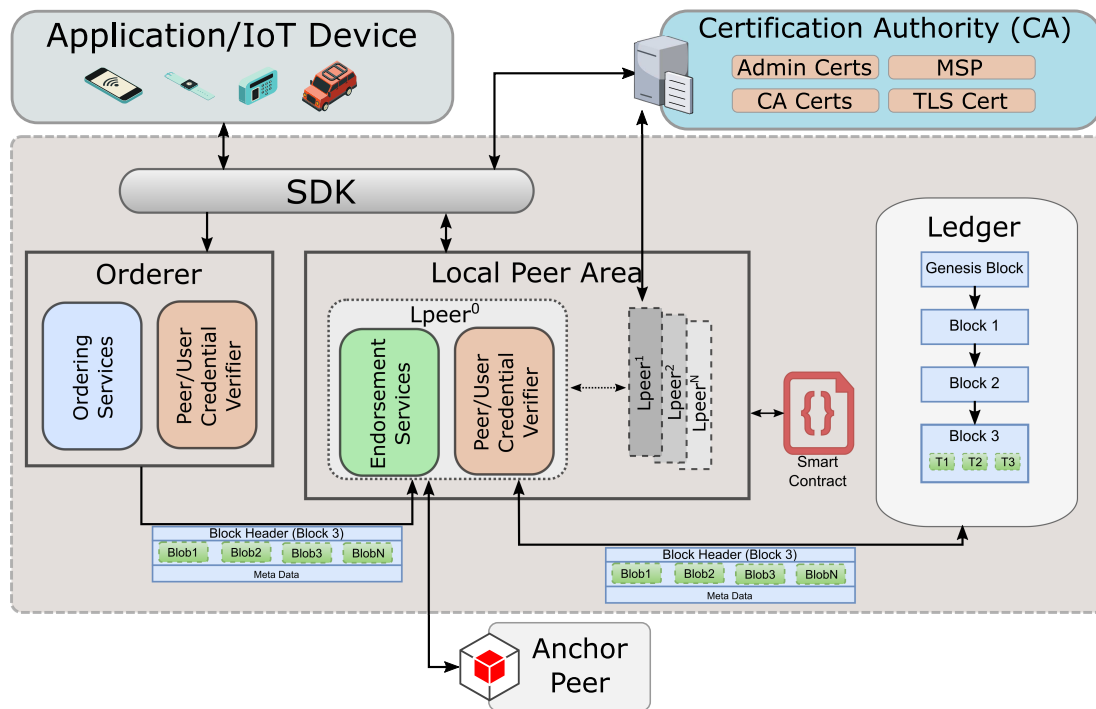 Application/IoT Device
Certification Authority (CA)
Admin Certs
MSP
CA Certs
TLS Cert
SDK
Orderer
Ordering
Services
Peer/User
Credential
Verifier
Local Peer Area
Lpeer⁰
Endorsement
Services
Peer/User
Credential
Verifier
Lpeer¹
Lpeer²
Lpeerᴺ
{}
Smart
Contract
Ledger
Genesis Block
Block 1
Block 2
Block 3
T1 T2 T3
Block Header (Block 3)
Blob1 Blob2 Blob3 BlobN
Meta Data
Block Header (Block 3)
Blob1 Blob2 Blob3 BlobN
Meta Data
Anchor
Peer